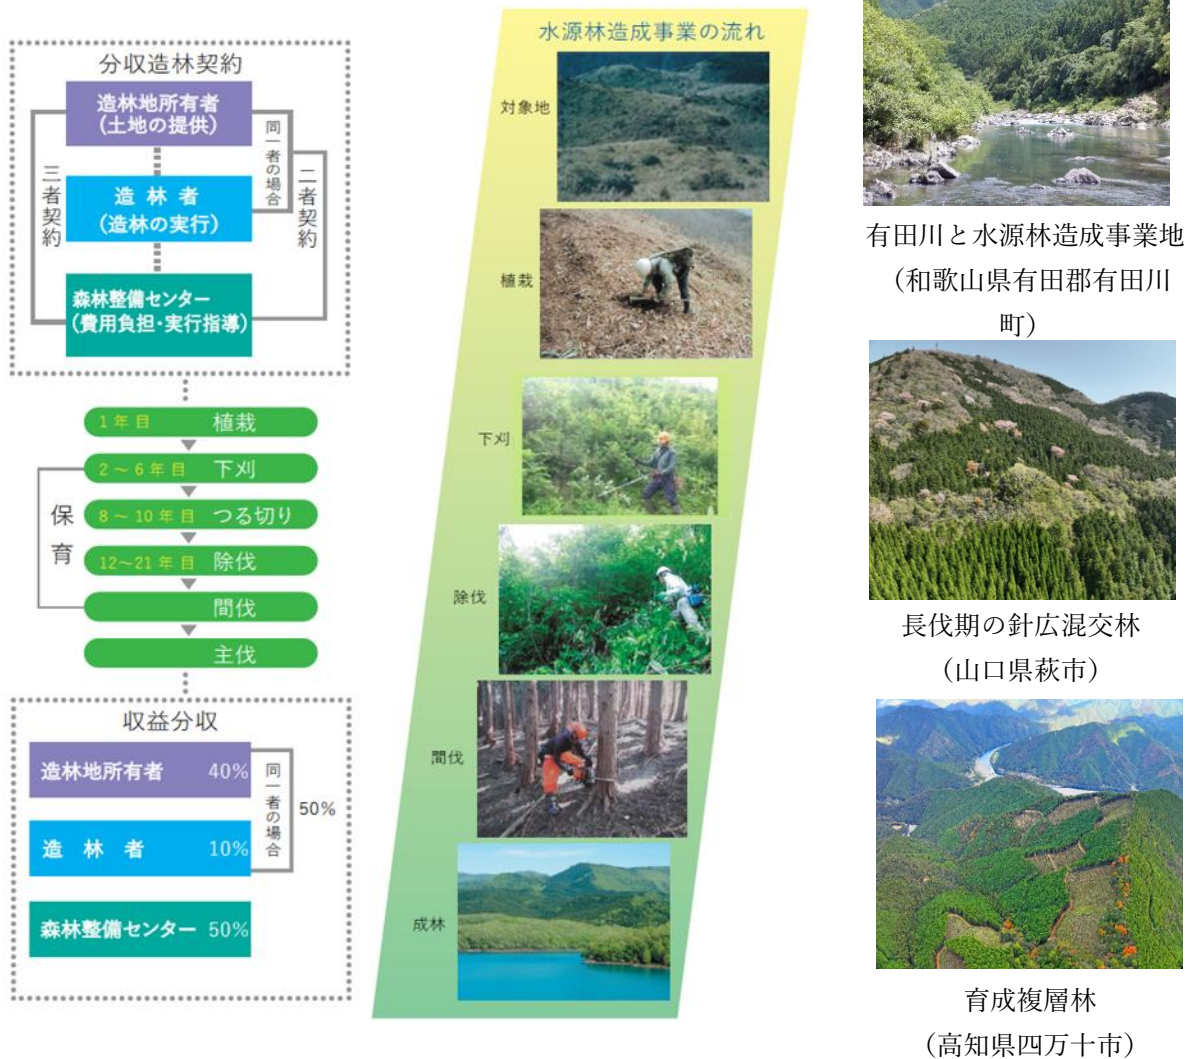 分収造林契約
造林地所有者
(土地の提供)
同一者の場合
三者契約
二者契約
造林者
(造林の実行)
森林整備センター
(費用負担・実行指導)
1年目 植栽
2～6年目 下刈
8～10年目 つる切り
12～21年目 除伐
間伐
主伐
保育
収益分収
造林地所有者 40%
造林者 10%
同一者の場合
50%
森林整備センター 50%
水源林造成事業の流れ
対象地
植栽
下刈
除伐
間伐
成林
有田川と水源林造成事業地
（和歌山県有田郡有田川
町）
長伐期の針広混交林
（山口県萩市）
育成複層林
（高知県四万十市）